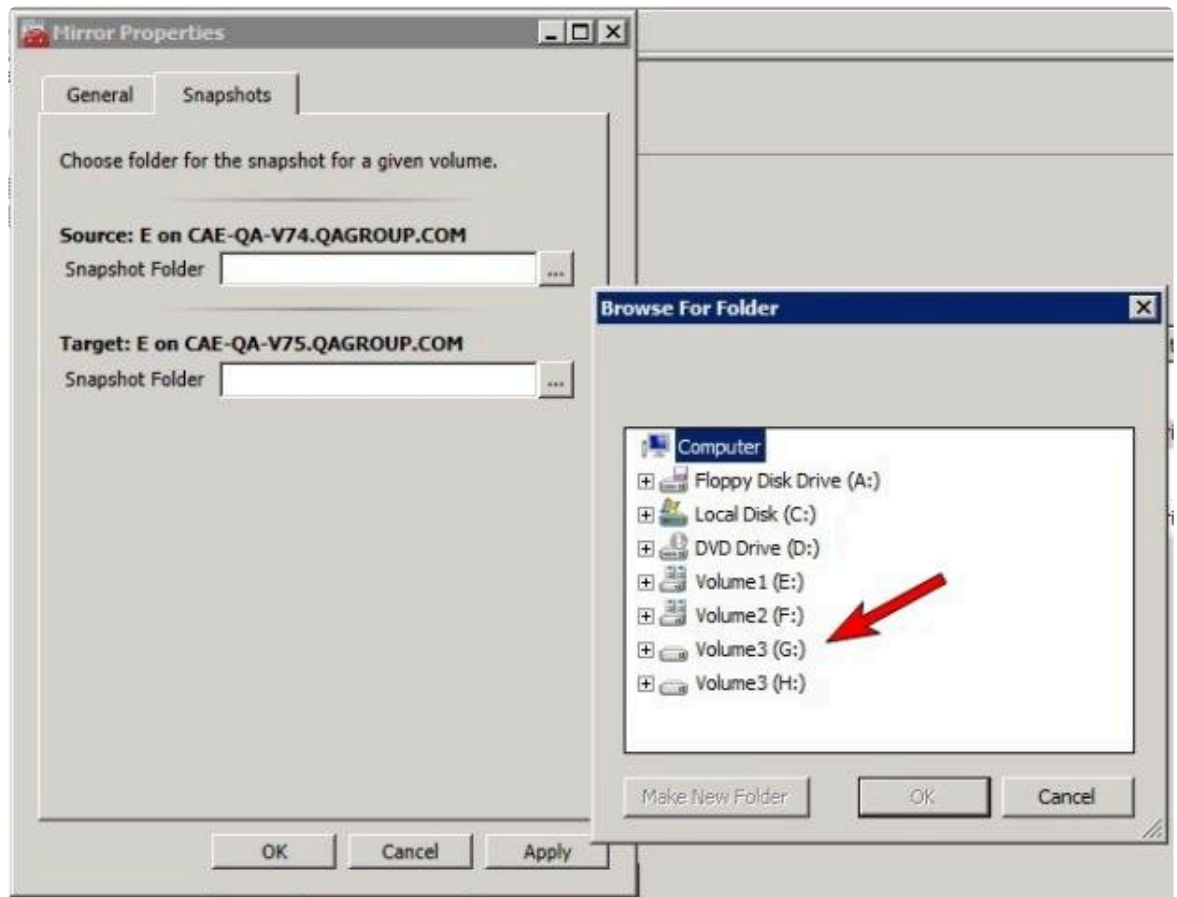 Mirror Properties
General Snapshots
Choose folder for the snapshot for a given volume.
Source: E on CAE-QA-V74.QAGROUP.COM
Snapshot Folder ...
Target: E on CAE-QA-V75.QAGROUP.COM
Snapshot Folder ...
OK Cancel Apply
Browse For Folder
Computer
Floppy Disk Drive (A:)
Local Disk (C:)
DVD Drive (D:)
Volume1 (E:)
Volume2 (F:)
Volume3 (G:)
Volume3 (H:)
Make New Folder OK Cancel